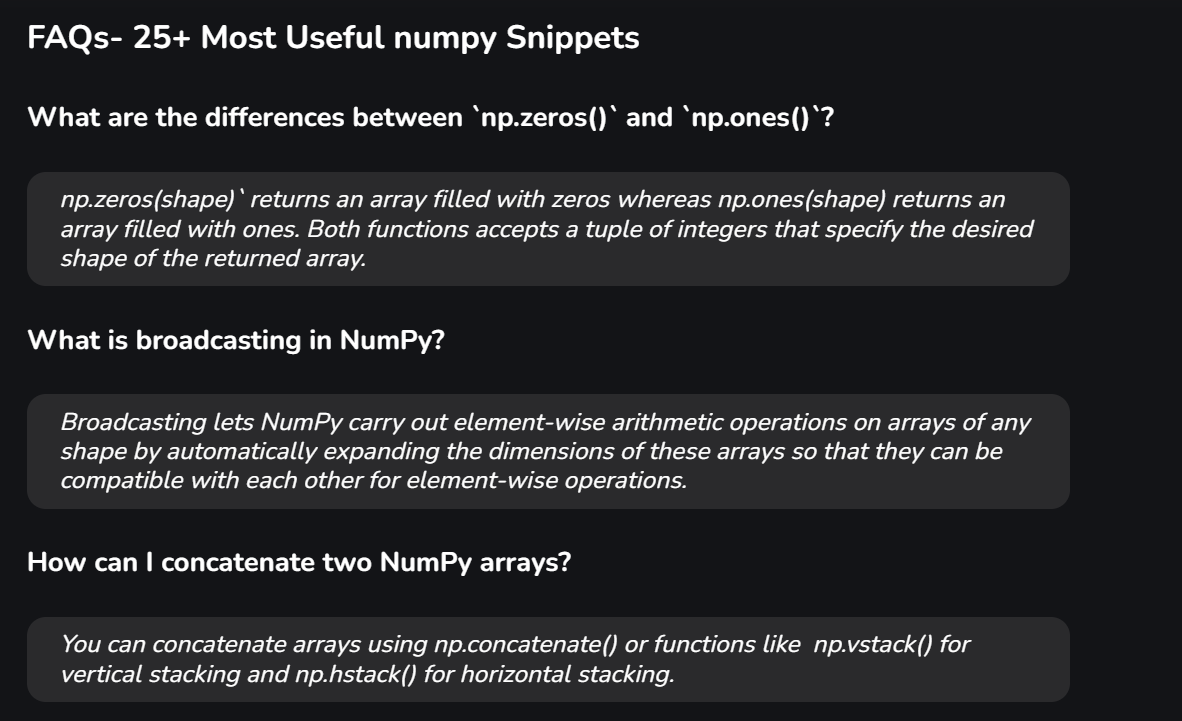 FAQs- 25+ Most Useful numpy Snippets
What are the differences between `np.zeros()` and `np.ones()`?
np.zeros(shape)` returns an array filled with zeros whereas np.ones(shape) returns an
array filled with ones. Both functions accepts a tuple of integers that specify the desired
shape of the returned array.
What is broadcasting in NumPy?
Broadcasting lets NumPy carry out element-wise arithmetic operations on arrays of any
shape by automatically expanding the dimensions of these arrays so that they can be
compatible with each other for element-wise operations.
How can I concatenate two NumPy arrays?
You can concatenate arrays using np.concatenate() or functions like  np.vstack() for
vertical stacking and np.hstack() for horizontal stacking.